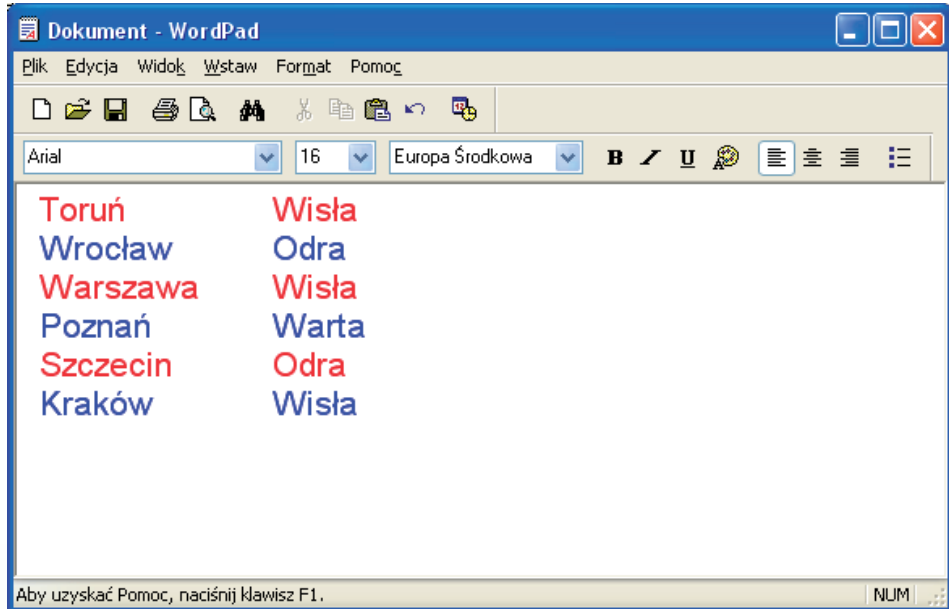 Dokument - WordPad
Plik Edycja Widok Wstaw Format Pomoc
Arial 16 Europa Środkowa B / U
Toruń Wisła
Wrocław Odra
Warszawa Wisła
Poznań Warta
Szczecin Odra
Kraków Wisła
Aby uzyskać Pomoc, naciśnij klawisz F1. NUM